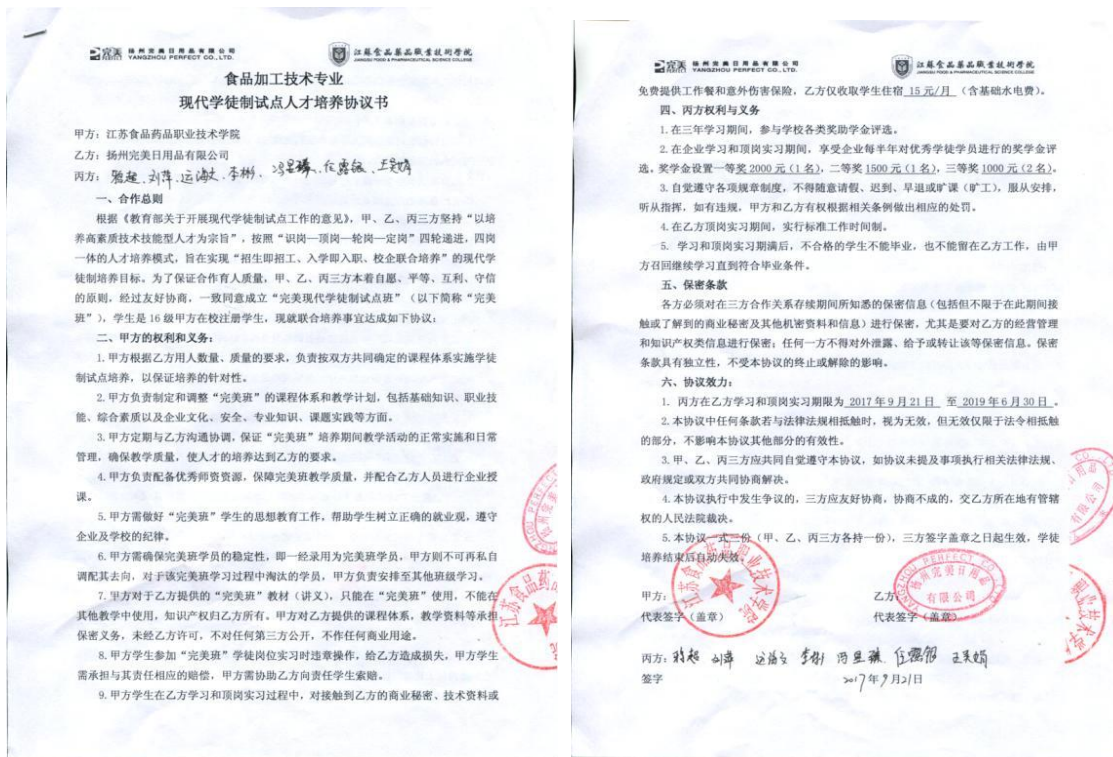 完美 扬州完美日用品有限公司
YANGZHOU PERFECT CO.,LTD.
江苏食品药品职业技术学院
JIANGSU FOOD & PHARMACEUTICAL SCIENCE COLLEGE
食品加工技术专业
现代学徒制试点人才培养协议书
甲方：江苏食品药品职业技术学院
乙方：扬州完美日用品有限公司
丙方：
一、合作总则
根据《教育部关于开展现代学徒制试点工作的意见》，甲、乙、丙三方坚持“以培
养高素质技术技能型人才为宗旨”，按照“识岗—顶岗—轮岗—定岗”四轮递进，四岗
一体的人才培养模式，旨在实现“招生即招工、入学即入职、校企联合培养”的现代学
徒制培养目标。为了保证合作育人质量，甲、乙、丙三方本着自愿、平等、互利、守信
的原则，经过友好协商，一致同意成立“完美现代学徒制试点班”（以下简称“完美
班”），学生是 16 级甲方在校注册学生，现就联合培养事宜达成如下协议：
二、甲方的权利和义务：
1.甲方根据乙方用人数量、质量的要求，负责按双方共同确定的课程体系实施学徒
制试点培养，以保证培养的针对性。
2.甲方负责制定和调整“完美班”的课程体系和教学计划，包括基础知识、职业技
能、综合素质以及企业文化、安全、专业知识、课题实践等方面。
3.甲方定期与乙方沟通协调，保证“完美班”培养期间教学活动的正常实施和日常
管理，确保教学质量，使人才的培养达到乙方的要求。
4.甲方负责配备优秀师资资源，保障完美班教学质量，并配合乙方人员进行企业授
课。
5.甲方需做好“完美班”学生的思想教育工作，帮助学生树立正确的就业观，遵守
企业及学校的纪律。
6.甲方需确保完美班学员的稳定性，即一经录用为完美班学员，甲方则不可再私自
调配其去向，对于该完美班学习过程中淘汰的学员，甲方负责安排至其他班级学习。
7.甲方对于乙方提供的“完美班”教材（讲义），只能在“完美班”使用，不能在
其他教学中使用，知识产权归乙方所有。甲方对乙方提供的课程体系，教学资料等承担
保密义务，未经乙方许可，不对任何第三方公开，不作任何商业用途。
8.甲方学生参加“完美班”学徒岗位实习时违章操作，给乙方造成损失，甲方学生
需承担与其责任相应的赔偿，甲方需协助乙方向责任学生索赔。
9.甲方学生在乙方学习和顶岗实习过程中，对接触到乙方的商业秘密、技术资料或
完美 扬州完美日用品有限公司
YANGZHOU PERFECT CO.,LTD.
江苏食品药品职业技术学院
JIANGSU FOOD & PHARMACEUTICAL SCIENCE COLLEGE
免费提供工作餐和意外伤害保险，乙方仅收取学生住宿 15 元/月 （含基础水电费）。
四、丙方权利与义务
1.在三年学习期间，参与学校各类奖助学金评选。
2.在企业学习和顶岗实习期间，享受企业每半年对优秀学徒学员进行的奖学金评
选。奖学金设置一等奖 2000 元（1 名），二等奖 1500 元（1 名），三等奖 1000 元（2 名）。
3.自觉遵守各项规章制度，不得随意请假、迟到、早退或旷课（旷工），服从安排，
听从指挥，如有违规，甲方和乙方有权根据相关条例做出相应的处罚。
4.在乙方顶岗实习期间，实行标准工作时间制。
5. 学习和顶岗实习期满后，不合格的学生不能毕业，也不能留在乙方工作，由甲
方召回继续学习直到符合毕业条件。
五、保密条款
各方必须对在三方合作关系存续期间所知悉的保密信息（包括但不限于在此期间接
触或了解到的商业秘密及其他机密资料和信息）进行保密，尤其是要对乙方的经营管理
和知识产权类信息进行保密；任何一方不得对外泄露、给予或转让该等保密信息。保密
条款具有独立性，不受本协议的终止或解除的影响。
六、协议效力：
1. 丙方在乙方学习和顶岗实习期限为 2017 年 9 月 21 日 至 2019 年 6 月 30 日 。
2.本协议中任何条款若与法律法规相抵触时，视为无效，但无效仅限于法令相抵触
的部分，不影响本协议其他部分的有效性。
3.甲、乙、丙三方应共同自觉遵守本协议，如协议未提及事项执行相关法律法规、
政府规定或双方共同协商解决。
4.本协议执行中发生争议的，三方应友好协商，协商不成的，交乙方所在地有管辖
权的人民法院裁决。
5.本协议一式三份（甲、乙、丙三方各持一份），三方签字盖章之日起生效，学徒
培养结束后自动失效。
甲方：
乙方：
代表签字（盖章）
代表签字（盖章）
丙方：
签字
2017年9月21日